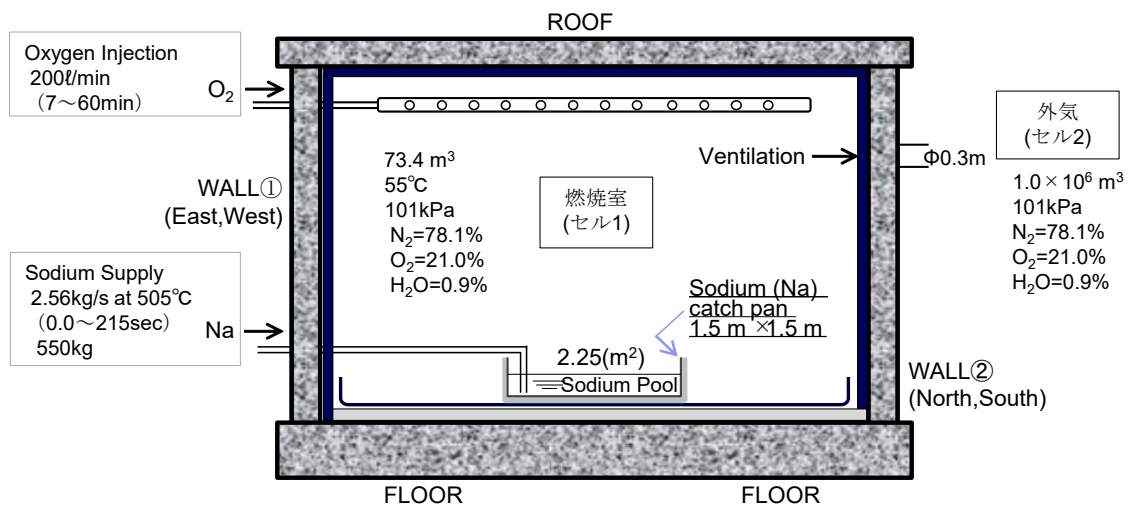 ROOF
Oxygen Injection
200ℓ/min
(7～60min)
O₂
WALL①
(East,West)
Sodium Supply
2.56kg/s at 505℃
(0.0～215sec)
550kg
Na
73.4 m³
55℃
101kPa
N₂=78.1%
O₂=21.0%
H₂O=0.9%
燃焼室
(セル1)
Ventilation
Φ0.3m
外気
(セル2)
1.0×10⁶ m³
101kPa
N₂=78.1%
O₂=21.0%
H₂O=0.9%
Sodium (Na)
catch pan
1.5 m ×1.5 m
2.25(m²)
Sodium Pool
WALL②
(North,South)
FLOOR
FLOOR